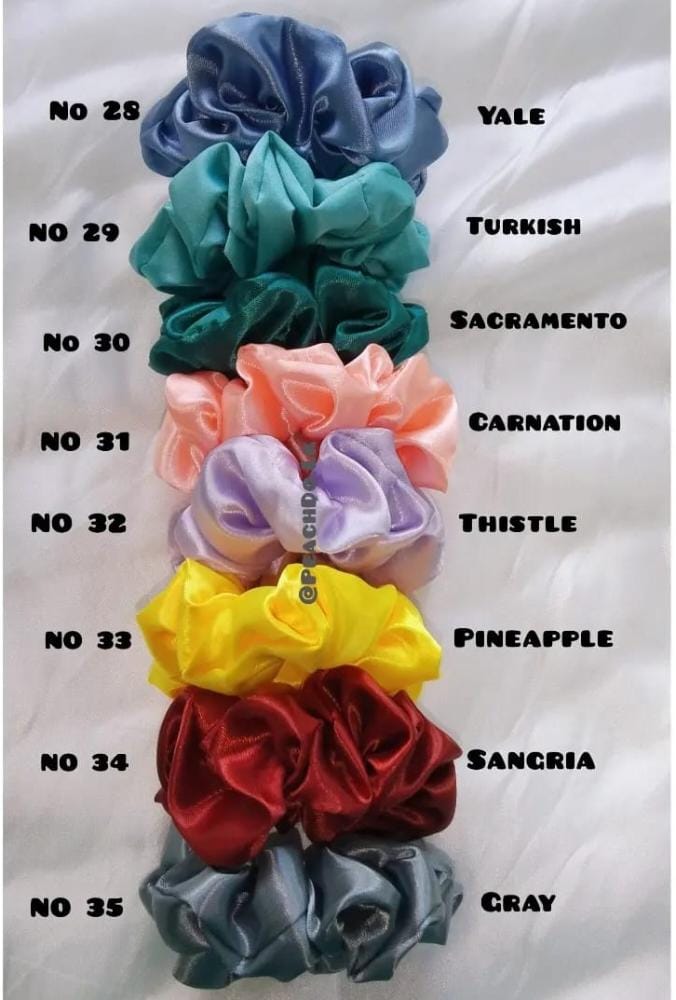 No 28 Yale
NO 29 Turkish
No 30 Sacramento
NO 31 Carnation
NO 32 Thistle
NO 33 Pineapple
NO 34 Sangria
NO 35 Gray